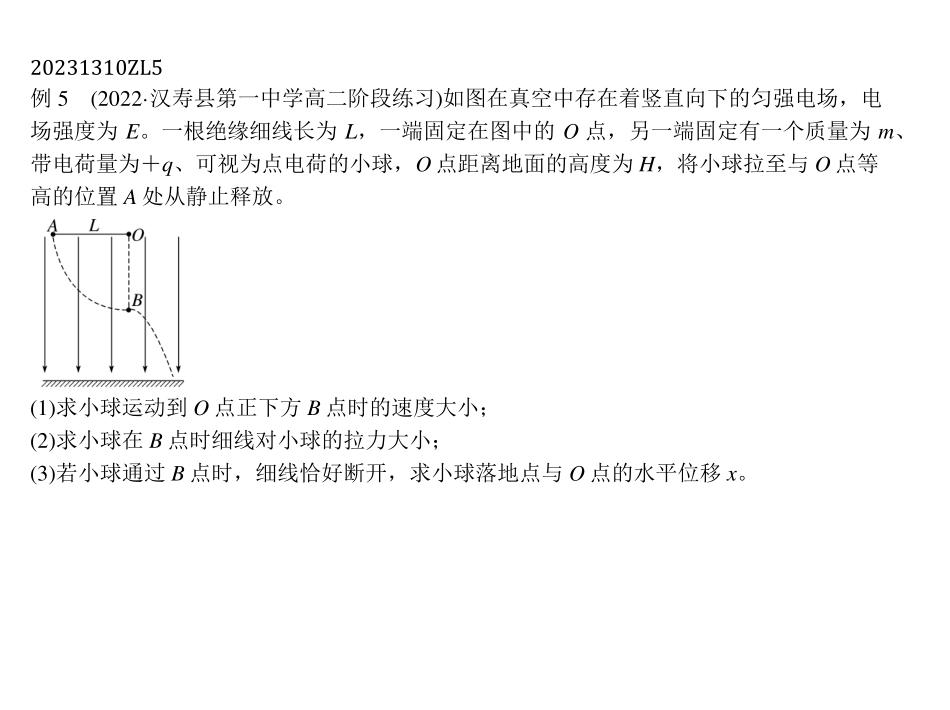 20231310ZL5
例 5　(2022·汉寿县第一中学高二阶段练习)如图在真空中存在着竖直向下的匀强电场，电
场强度为 E。一根绝缘细线长为 L，一端固定在图中的 O 点，另一端固定有一个质量为 m、
带电荷量为＋q、可视为点电荷的小球，O 点距离地面的高度为 H，将小球拉至与 O 点等
高的位置 A 处从静止释放。
A L O
B
(1)求小球运动到 O 点正下方 B 点时的速度大小；
(2)求小球在 B 点时细线对小球的拉力大小；
(3)若小球通过 B 点时，细线恰好断开，求小球落地点与 O 点的水平位移 x。